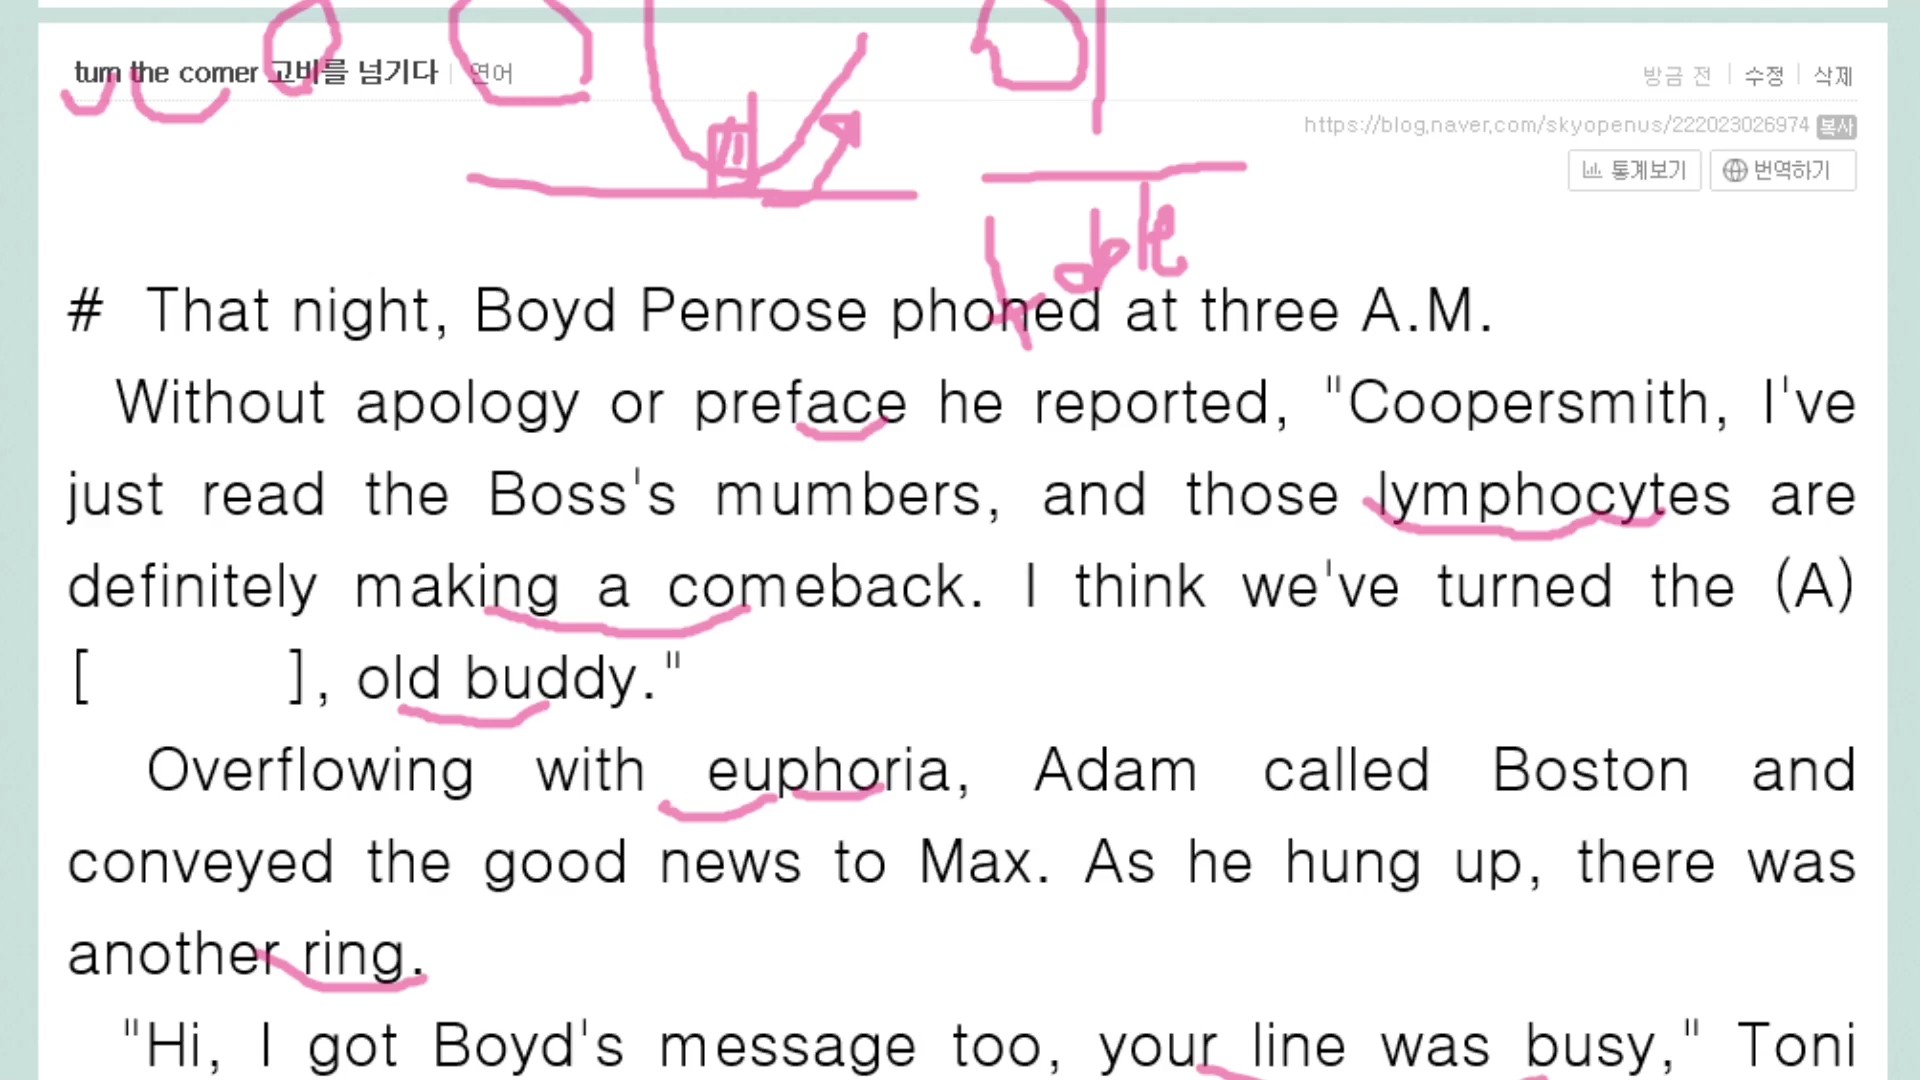 turn the corner 고비를 넘기다 연어
방금 전 수정 삭제
https://blog.naver.com/skyopenus/222023026974 복사
통계보기 번역하기
table
# That night, Boyd Penrose phoned at three A.M.
Without apology or preface he reported, "Coopersmith, I've
just read the Boss's mumbers, and those lymphocytes are
definitely making a comeback. I think we've turned the (A)
[ ], old buddy."
Overflowing with euphoria, Adam called Boston and
conveyed the good news to Max. As he hung up, there was
another ring.
"Hi, I got Boyd's message too, your line was busy," Toni